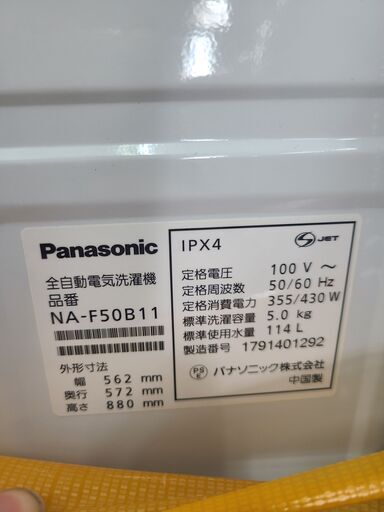 Panasonic
全自動電気洗濯機
品番
NA-F50B11
外形寸法
幅 562 mm
奥行 572 mm
高さ 880 mm
IPX4
S JET
定格電圧 100 V ～
定格周波数 50/60 Hz
定格消費電力 355/430 W
標準洗濯容量 5.0 kg
標準使用水量 114 L
製造番号 1791401292
PS E パナソニック株式会社
中国製